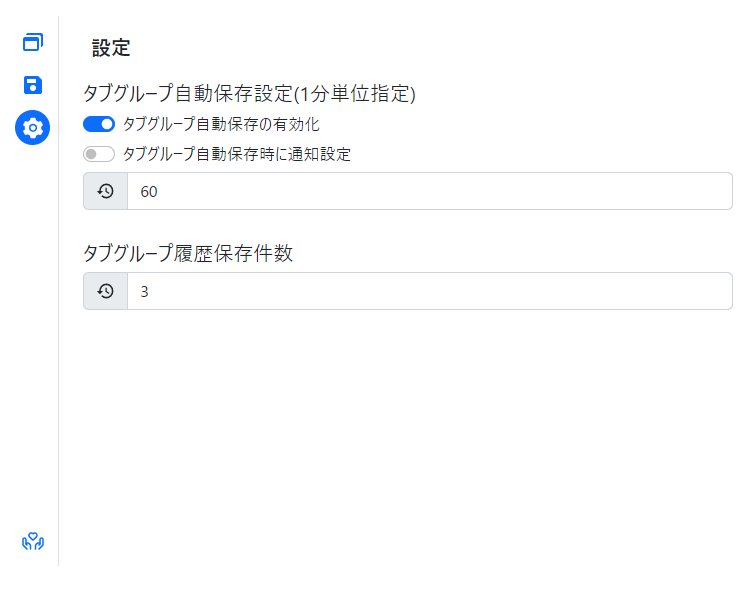 設定
タブグループ自動保存設定(1分単位指定)
タブグループ自動保存の有効化
タブグループ自動保存時に通知設定
60
タブグループ履歴保存件数
3